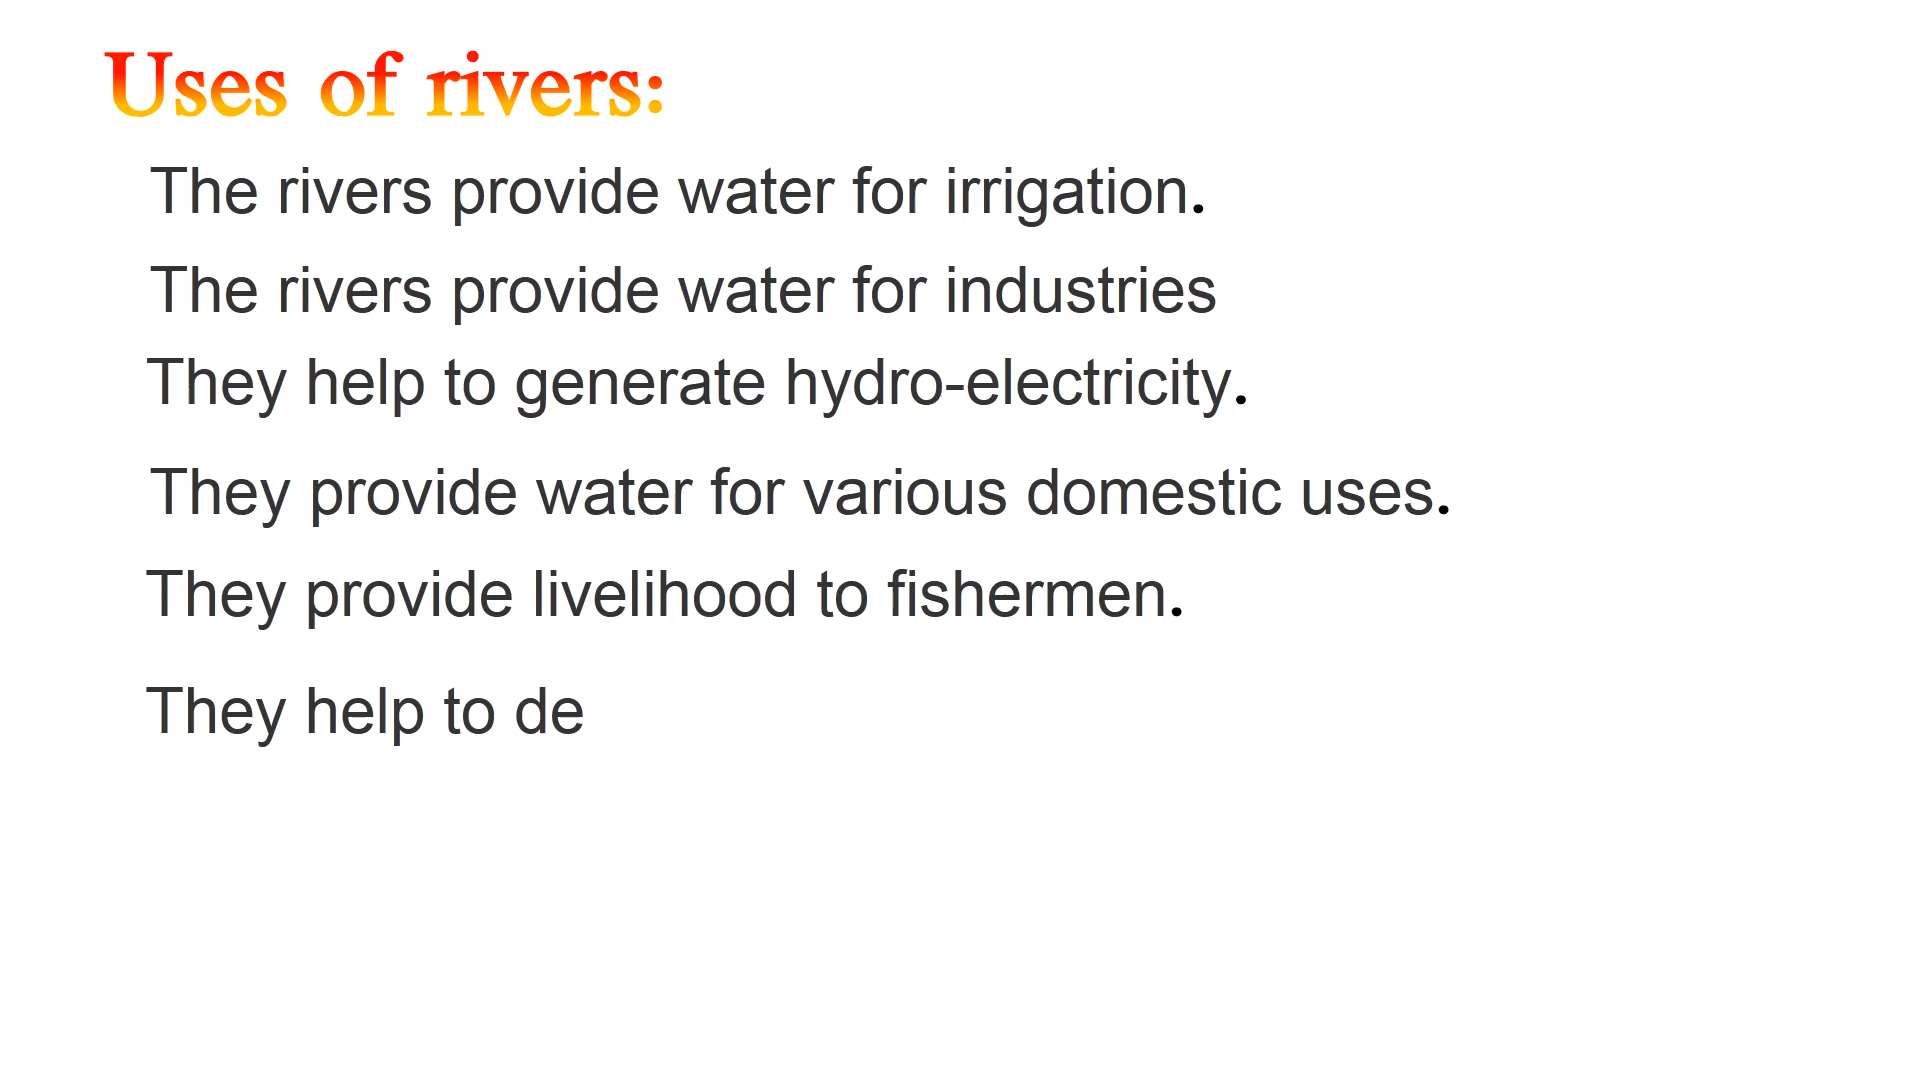 Uses of rivers:
The rivers provide water for irrigation.
The rivers provide water for industries
They help to generate hydro-electricity.
They provide water for various domestic uses.
They provide livelihood to fishermen.
They help to de